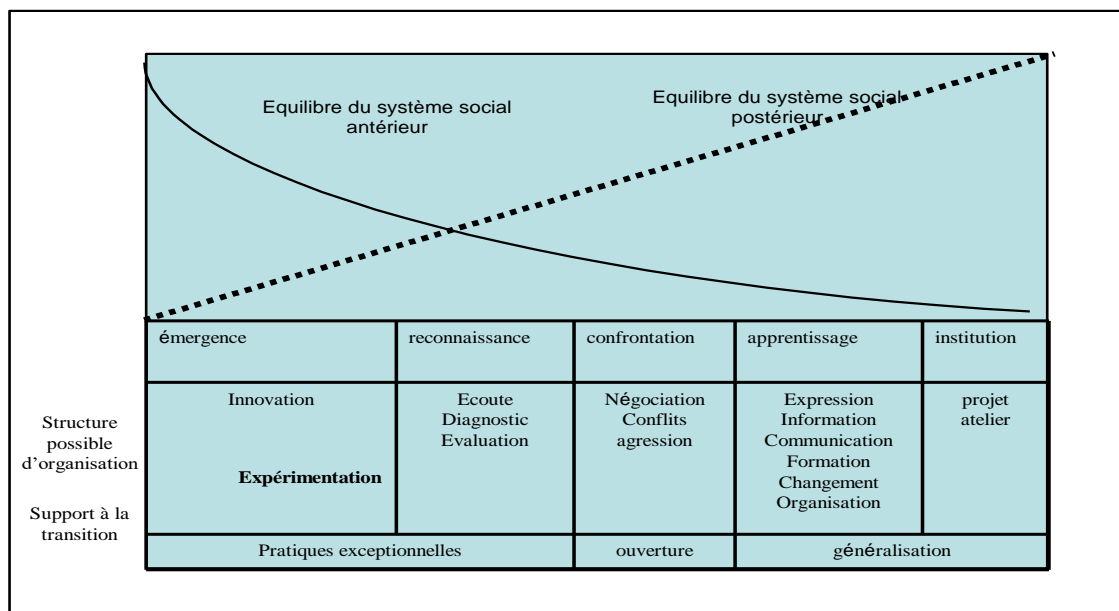 Equilibre du système social
antérieur
Equilibre du système social
postérieur
émergence
reconnaissance
confrontation
apprentissage
institution
Structure
possible
d'organisation
Support à la
transition
Innovation
Expérimentation
Ecoute
Diagnostic
Evaluation
Négociation
Conflits
agression
Expression
Information
Communication
Formation
Changement
Organisation
projet
atelier
Pratiques exceptionnelles
ouverture
généralisation